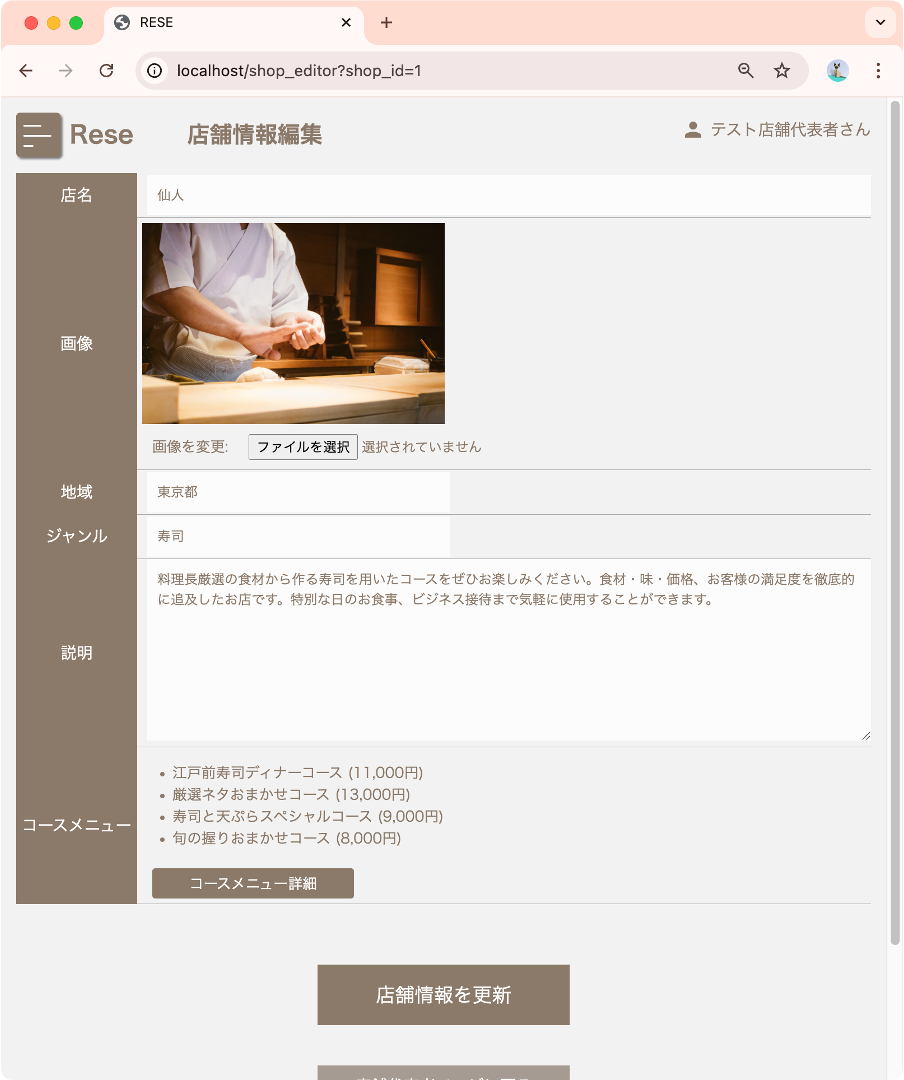 RESE
localhost/shop_editor?shop_id=1
Rese
店舗情報編集
テスト店舗代表者さん
店名
仙人
画像
画像を変更:
ファイルを選択 選択されていません
地域
東京都
ジャンル
寿司
説明
料理長厳選の食材から作る寿司を用いたコースをぜひお楽しみください。食材・味・価格、お客様の満足度を徹底的
に追及したお店です。特別な日のお食事、ビジネス接待まで気軽に使用することができます。
コースメニュー
• 江戸前寿司ディナーコース (11,000円)
• 厳選ネタおまかせコース (13,000円)
• 寿司と天ぷらスペシャルコース (9,000円)
• 旬の握りおまかせコース (8,000円)
コースメニュー詳細
店舗情報を更新